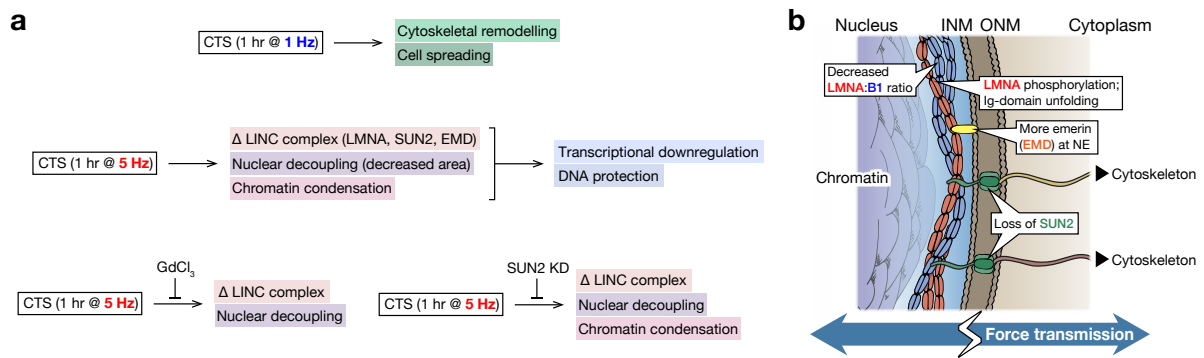 a
CTS (1 hr @ 1 Hz)
Cytoskeletal remodelling
Cell spreading
CTS (1 hr @ 5 Hz)
Δ LINC complex (LMNA, SUN2, EMD)
Nuclear decoupling (decreased area)
Chromatin condensation
Transcriptional downregulation
DNA protection
GdCl₃
CTS (1 hr @ 5 Hz)
Δ LINC complex
Nuclear decoupling
SUN2 KD
CTS (1 hr @ 5 Hz)
Δ LINC complex
Nuclear decoupling
Chromatin condensation
b
Nucleus INM ONM Cytoplasm
Decreased
LMNA:B1 ratio
LMNA phosphorylation;
Ig-domain unfolding
More emerin
(EMD) at NE
Chromatin
Cytoskeleton
Loss of SUN2
Cytoskeleton
Force transmission